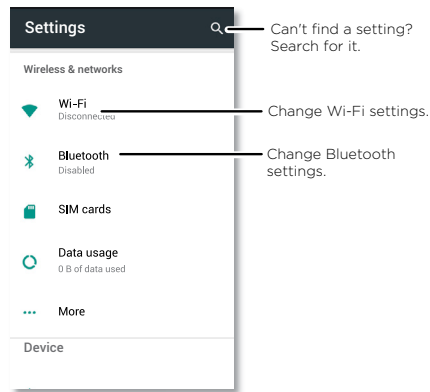 Settings
Can't find a setting?
Search for it.
Wireless & networks
Wi-Fi
Disconnected
Change Wi-Fi settings.
Bluetooth
Disabled
Change Bluetooth
settings.
SIM cards
Data usage
0 B of data used
More
Device